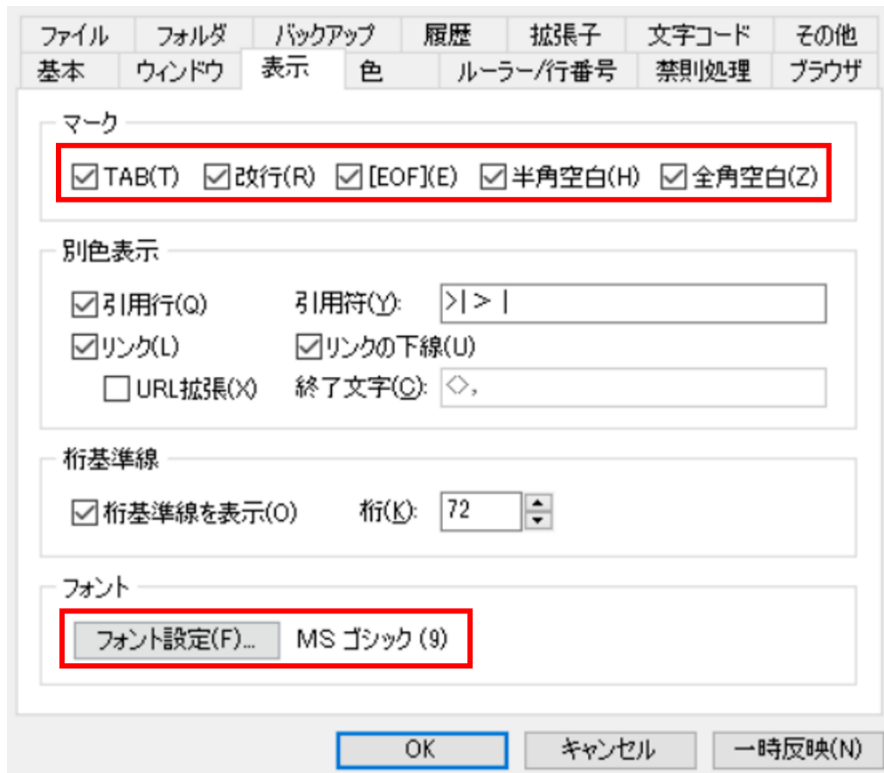 ファイル フォルダ バックアップ 履歴 拡張子 文字コード その他
基本 ウィンドウ 表示 色 ルーラー/行番号 禁則処理 ブラウザ
マーク
TAB(T) 改行(R) [EOF](E) 半角空白(H) 全角空白(Z)
別色表示
引用行(Q) 引用符(Y): >|＞｜
リンク(L) リンクの下線(U)
URL拡張(X) 終了文字(C): <>,
桁基準線
桁基準線を表示(O) 桁(K): 72
フォント
フォント設定(F)... MS ゴシック (9)
OK キャンセル 一時反映(N)